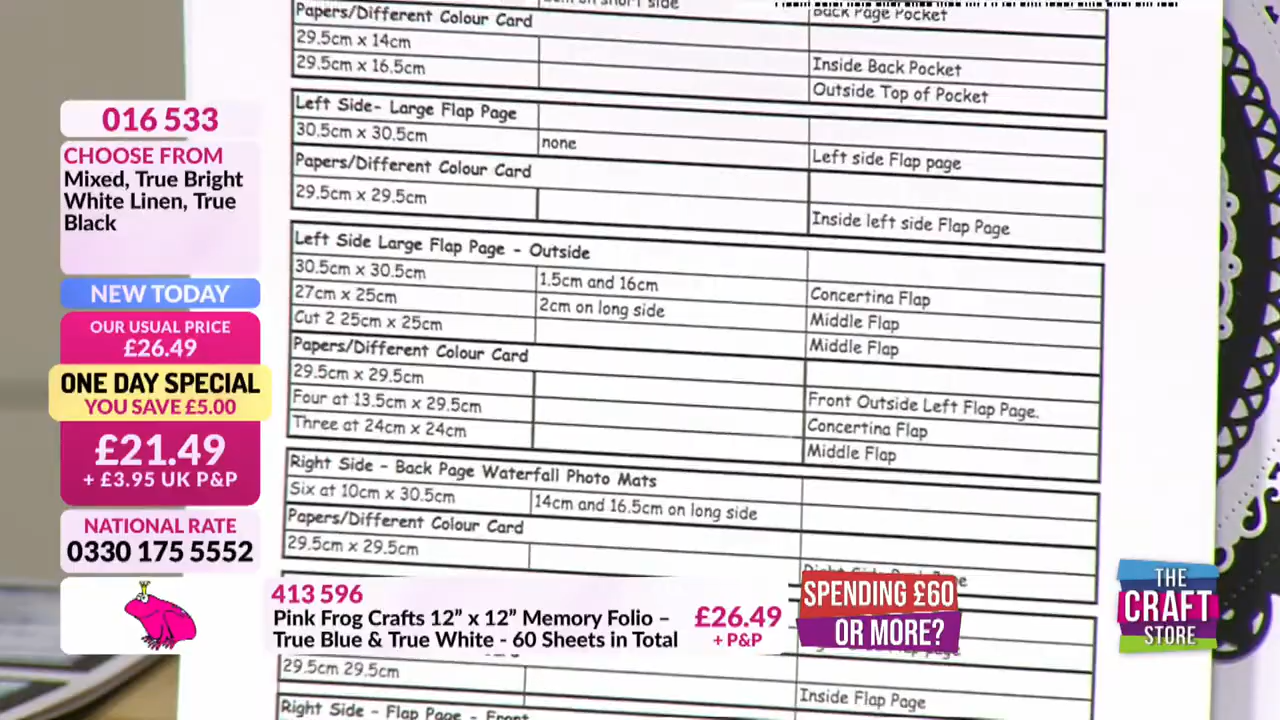 Back Page Pocket
Papers/Different Colour Card
29.5cm x 14cm
Inside Back Pocket
29.5cm x 16.5cm
Outside Top of Pocket
Left Side- Large Flap Page
30.5cm x 30.5cm none Left side Flap page
Papers/Different Colour Card
29.5cm x 29.5cm Inside left side Flap Page
Left Side Large Flap Page - Outside
30.5cm x 30.5cm 1.5cm and 16cm Concertina Flap
27cm x 25cm 2cm on long side Middle Flap
Cut 2 25cm x 25cm Middle Flap
Papers/Different Colour Card
29.5cm x 29.5cm Front Outside Left Flap Page.
Four at 13.5cm x 29.5cm Concertina Flap
Three at 24cm x 24cm Middle Flap
Right Side - Back Page Waterfall Photo Mats
Six at 10cm x 30.5cm 14cm and 16.5cm on long side
Papers/Different Colour Card
29.5cm x 29.5cm
29.5cm 29.5cm Inside Flap Page
Right Side - Flap Page - Front
016 533
CHOOSE FROM
Mixed, True Bright
White Linen, True
Black
NEW TODAY
OUR USUAL PRICE
£26.49
ONE DAY SPECIAL
YOU SAVE £5.00
£21.49
+ £3.95 UK P&P
NATIONAL RATE
0330 175 5552
413 596
Pink Frog Crafts 12” x 12” Memory Folio –
True Blue & True White - 60 Sheets in Total
£26.49
+ P&P
SPENDING £60
OR MORE?
THE
CRAFT
STORE